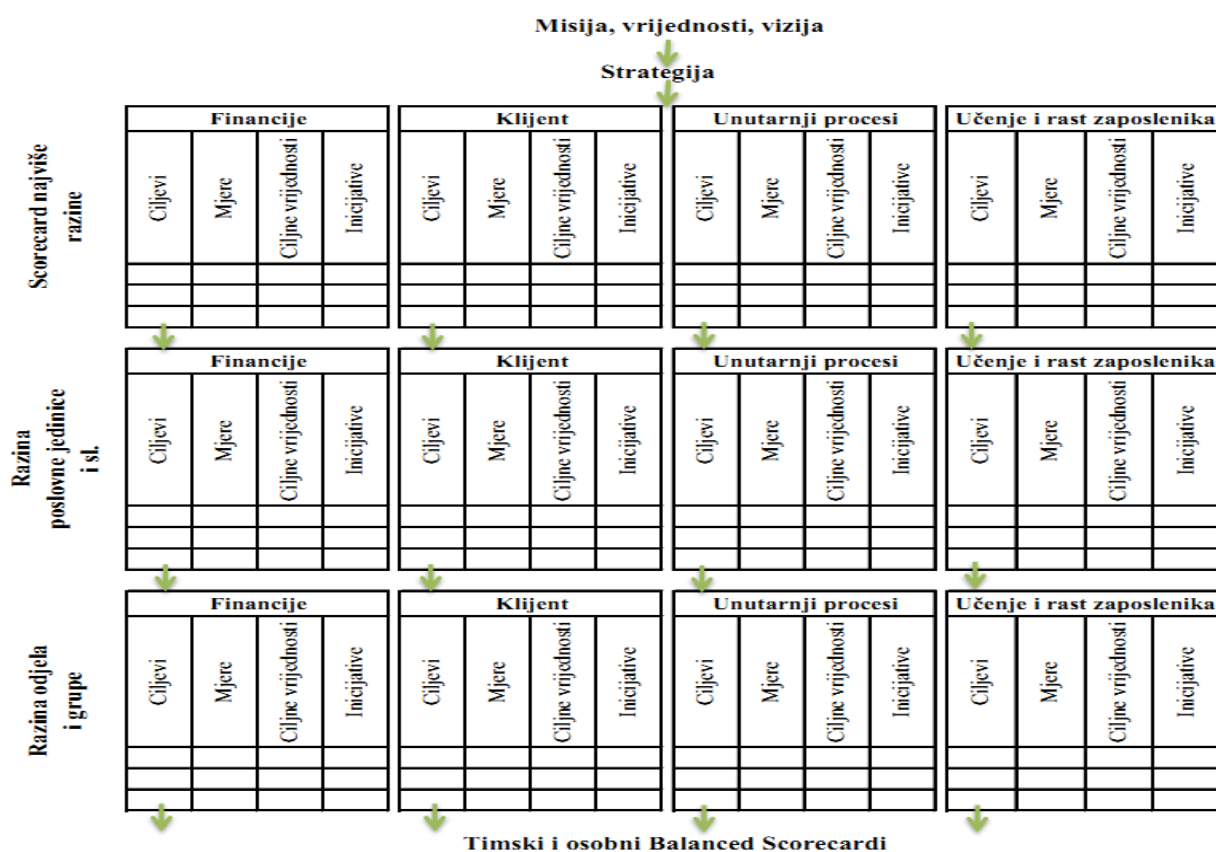 Misija, vrijednosti, vizija
Strategija
Scorecard najviše
razine
Financije
Ciljevi
Mjere
Ciljne vrijednosti
Inicijative
Klijent
Ciljevi
Mjere
Ciljne vrijednosti
Inicijative
Unutarnji procesi
Ciljevi
Mjere
Ciljne vrijednosti
Inicijative
Učenje i rast zaposlenika
Ciljevi
Mjere
Ciljne vrijednosti
Inicijative
Razina
poslovne jedinice
i sl.
Financije
Ciljevi
Mjere
Ciljne vrijednosti
Inicijative
Klijent
Ciljevi
Mjere
Ciljne vrijednosti
Inicijative
Unutarnji procesi
Ciljevi
Mjere
Ciljne vrijednosti
Inicijative
Učenje i rast zaposlenika
Ciljevi
Mjere
Ciljne vrijednosti
Inicijative
Razina odjela
i grupe
Financije
Ciljevi
Mjere
Ciljne vrijednosti
Inicijative
Klijent
Ciljevi
Mjere
Ciljne vrijednosti
Inicijative
Unutarnji procesi
Ciljevi
Mjere
Ciljne vrijednosti
Inicijative
Učenje i rast zaposlenika
Ciljevi
Mjere
Ciljne vrijednosti
Inicijative
Timski i osobni Balanced Scorecardi